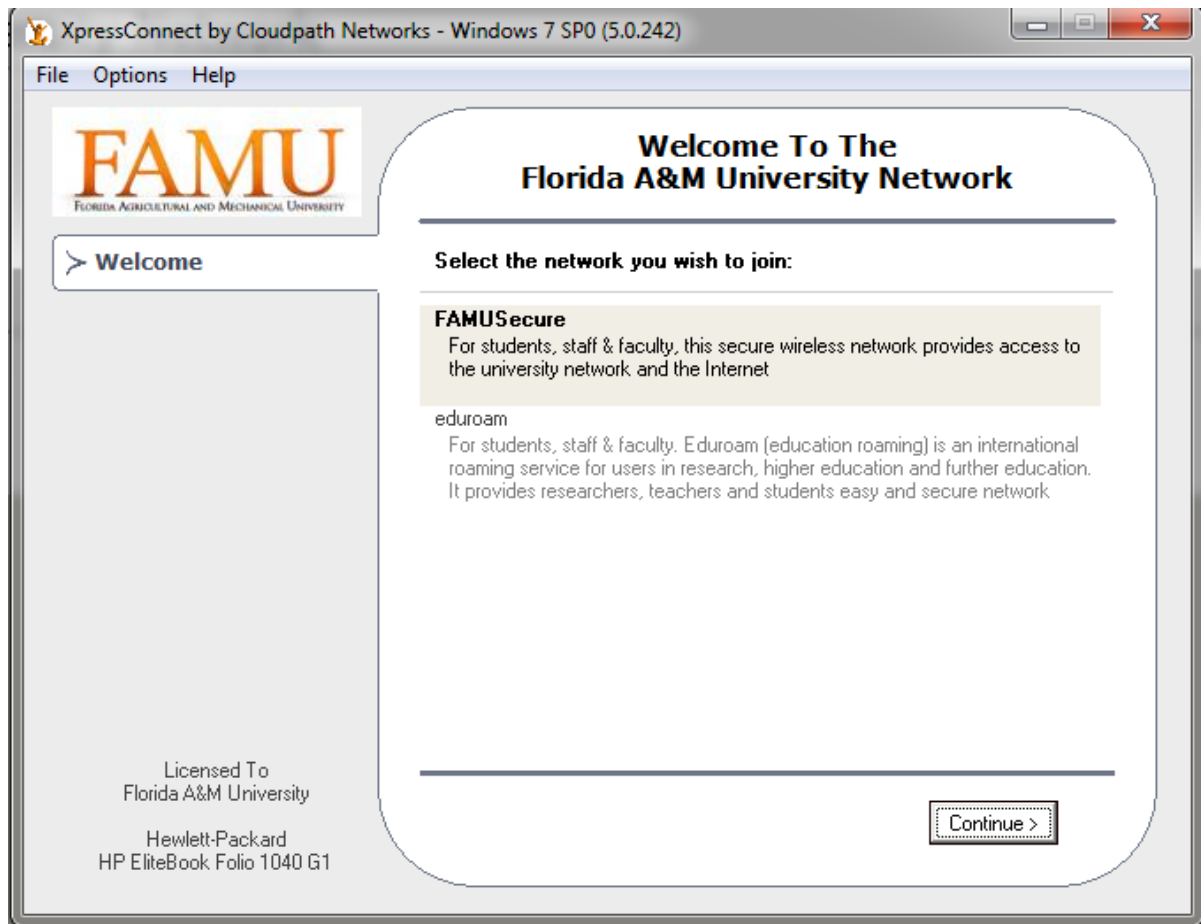 XpressConnect by Cloudpath Networks - Windows 7 SP0 (5.0.242)
File Options Help
FAMU
FLORIDA AGRICULTURAL AND MECHANICAL UNIVERSITY
Welcome To The
Florida A&M University Network
> Welcome
Select the network you wish to join:
FAMUSecure
For students, staff & faculty, this secure wireless network provides access to
the university network and the Internet
eduroam
For students, staff & faculty. Eduroam (education roaming) is an international
roaming service for users in research, higher education and further education.
It provides researchers, teachers and students easy and secure network
Licensed To
Florida A&M University
Hewlett-Packard
HP EliteBook Folio 1040 G1
Continue >